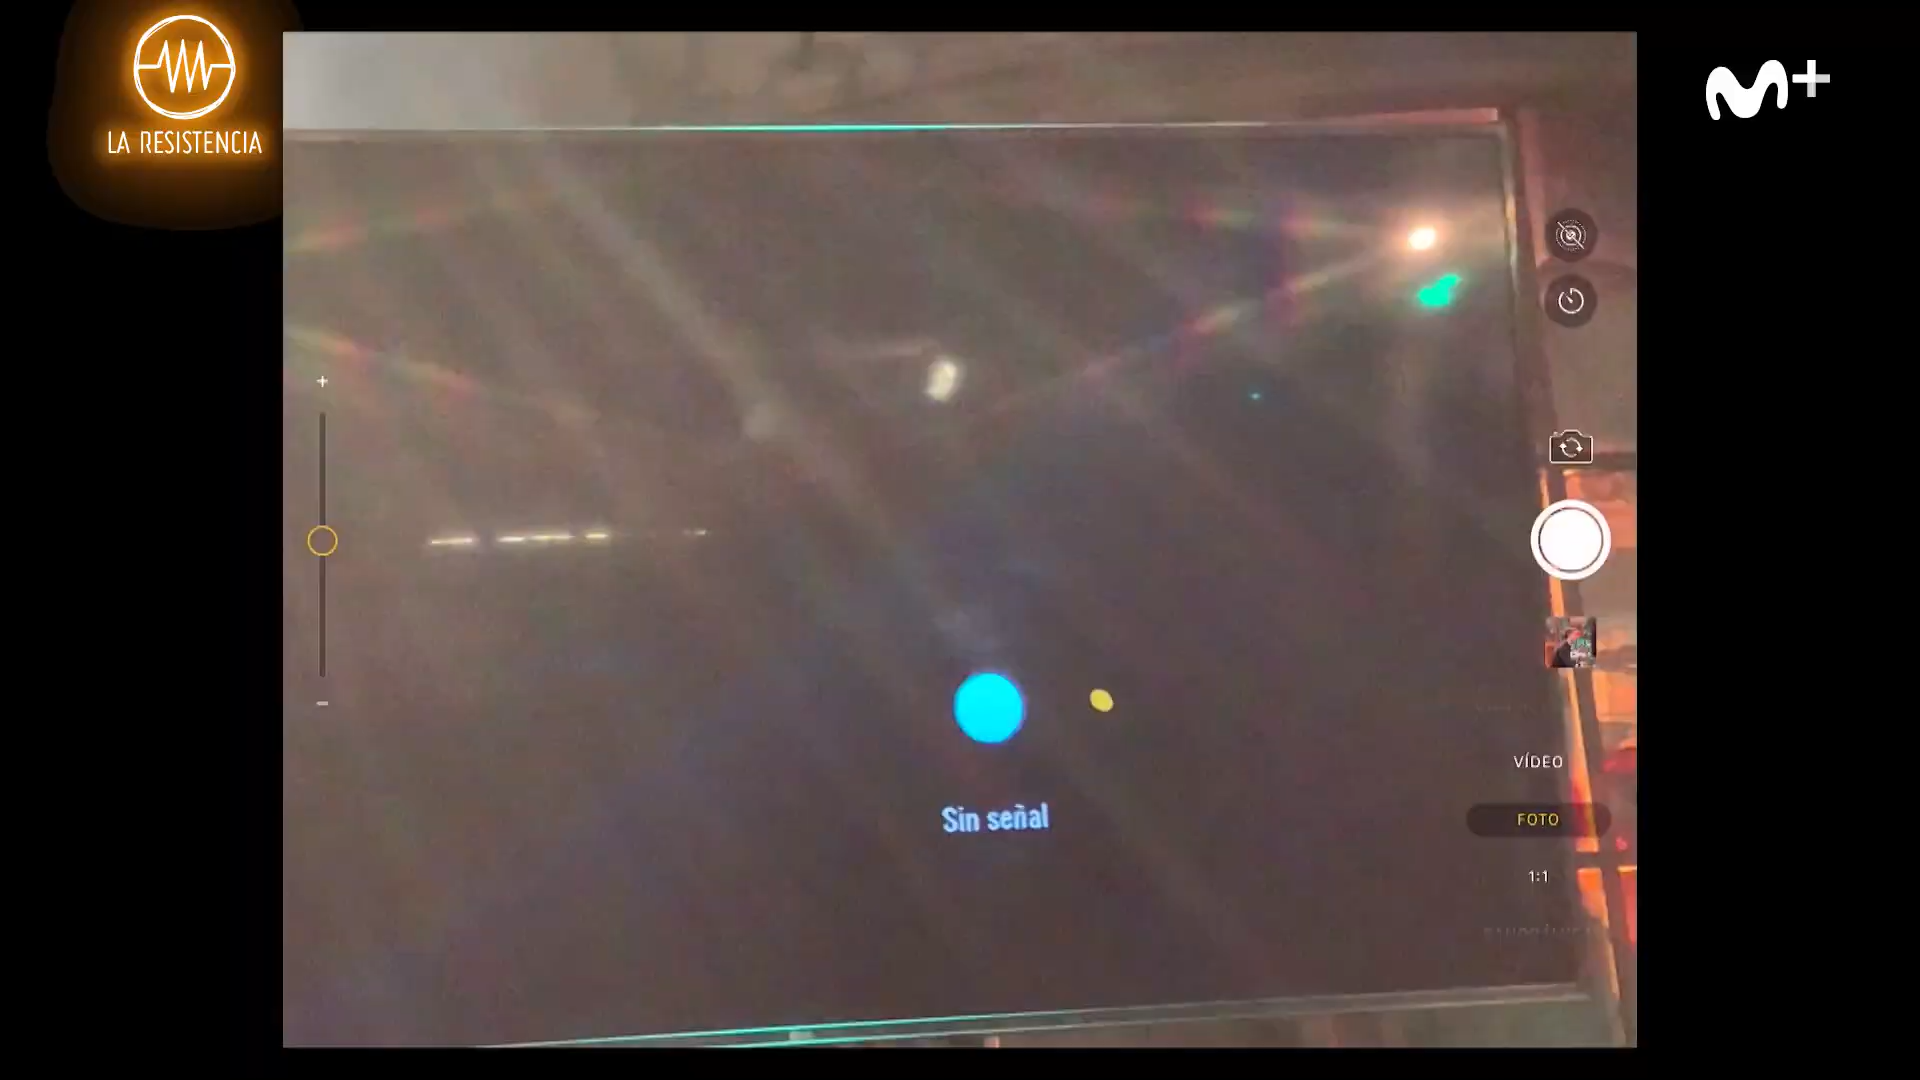 LA RESISTENCIA
M+
Sin señal
VÍDEO
FOTO
1:1